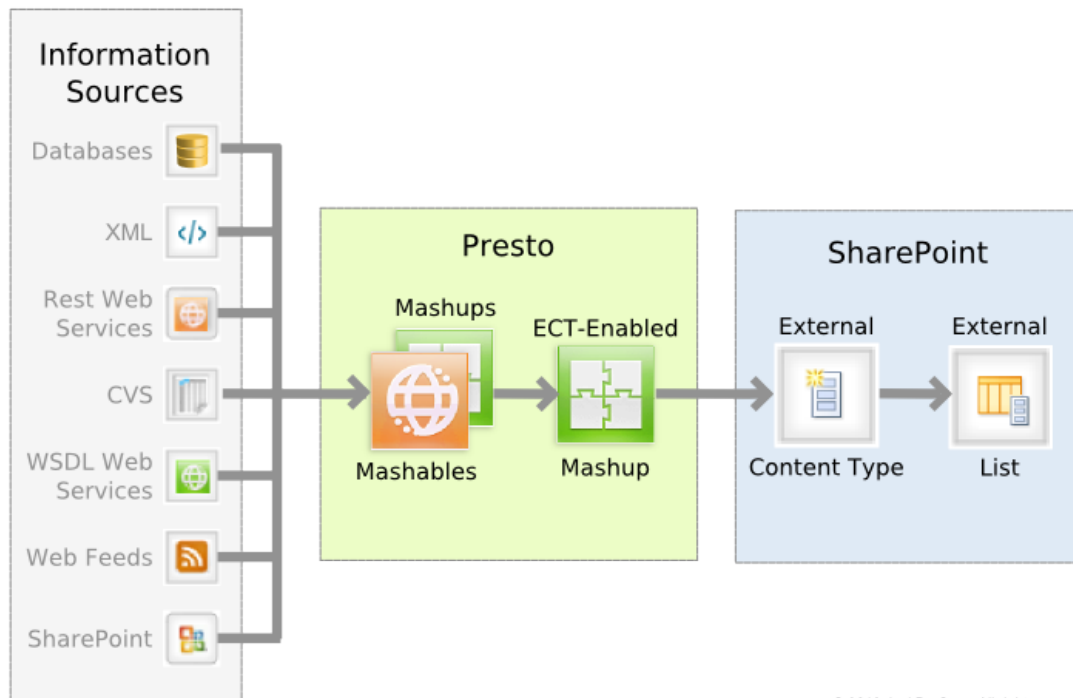 Information
Sources
Databases
XML
Rest Web
Services
CVS
WSDL Web
Services
Web Feeds
SharePoint
Presto
Mashups
Mashables
ECT-Enabled
Mashup
SharePoint
External
Content Type
External
List